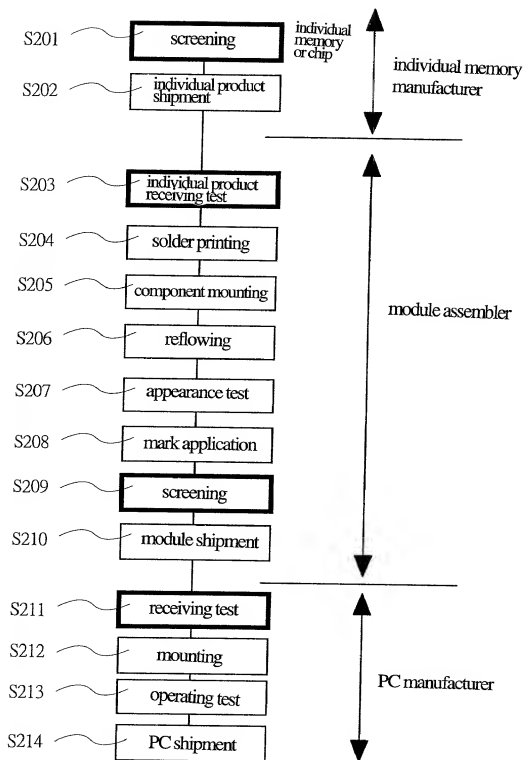 S201
screening
individual
memory
or chip
S202
individual product
shipment
individual memory
manufacturer
S203
individual product
receiving test
S204
solder printing
S205
component mounting
module assembler
S206
reflowing
S207
appearance test
S208
mark application
S209
screening
S210
module shipment
S211
receiving test
S212
mounting
PC manufacturer
S213
operating test
S214
PC shipment